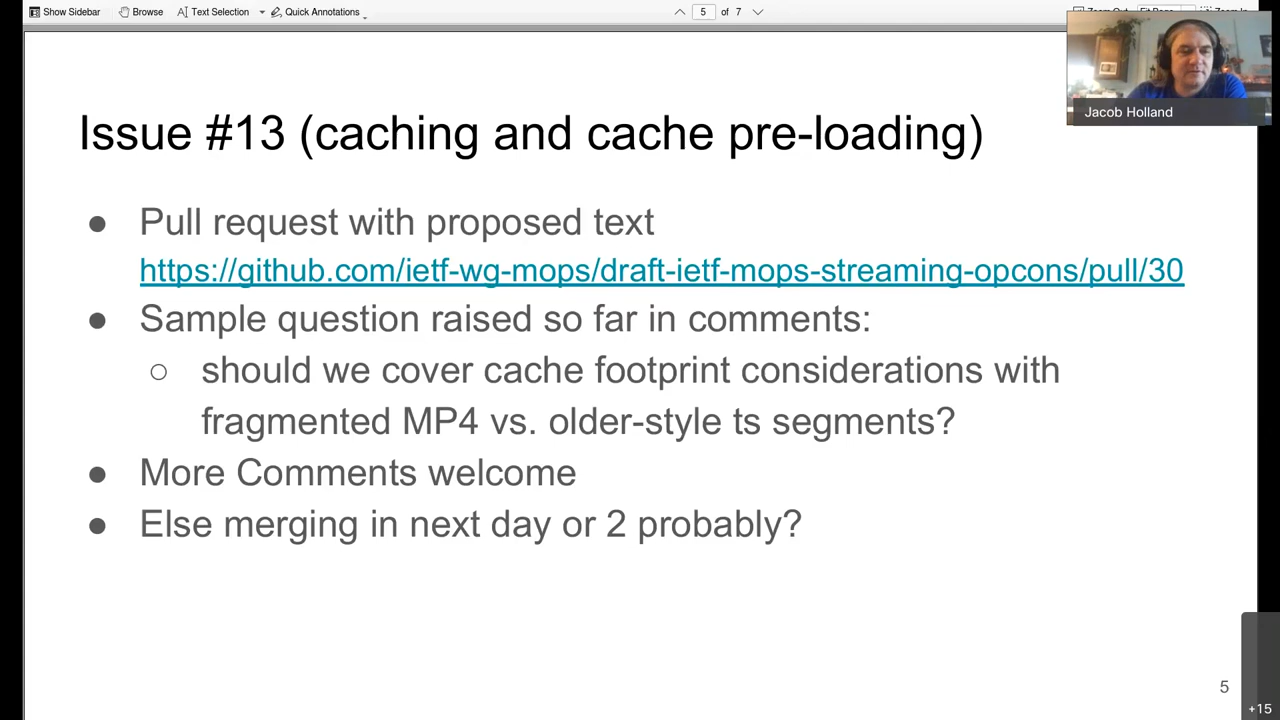 Show Sidebar Browse Text Selection Quick Annotations 5 of 7
Jacob Holland
Issue #13 (caching and cache pre-loading)
● Pull request with proposed text
https://github.com/ietf-wg-mops/draft-ietf-mops-streaming-opcons/pull/30
● Sample question raised so far in comments:
○ should we cover cache footprint considerations with
fragmented MP4 vs. older-style ts segments?
● More Comments welcome
● Else merging in next day or 2 probably?
5
+15